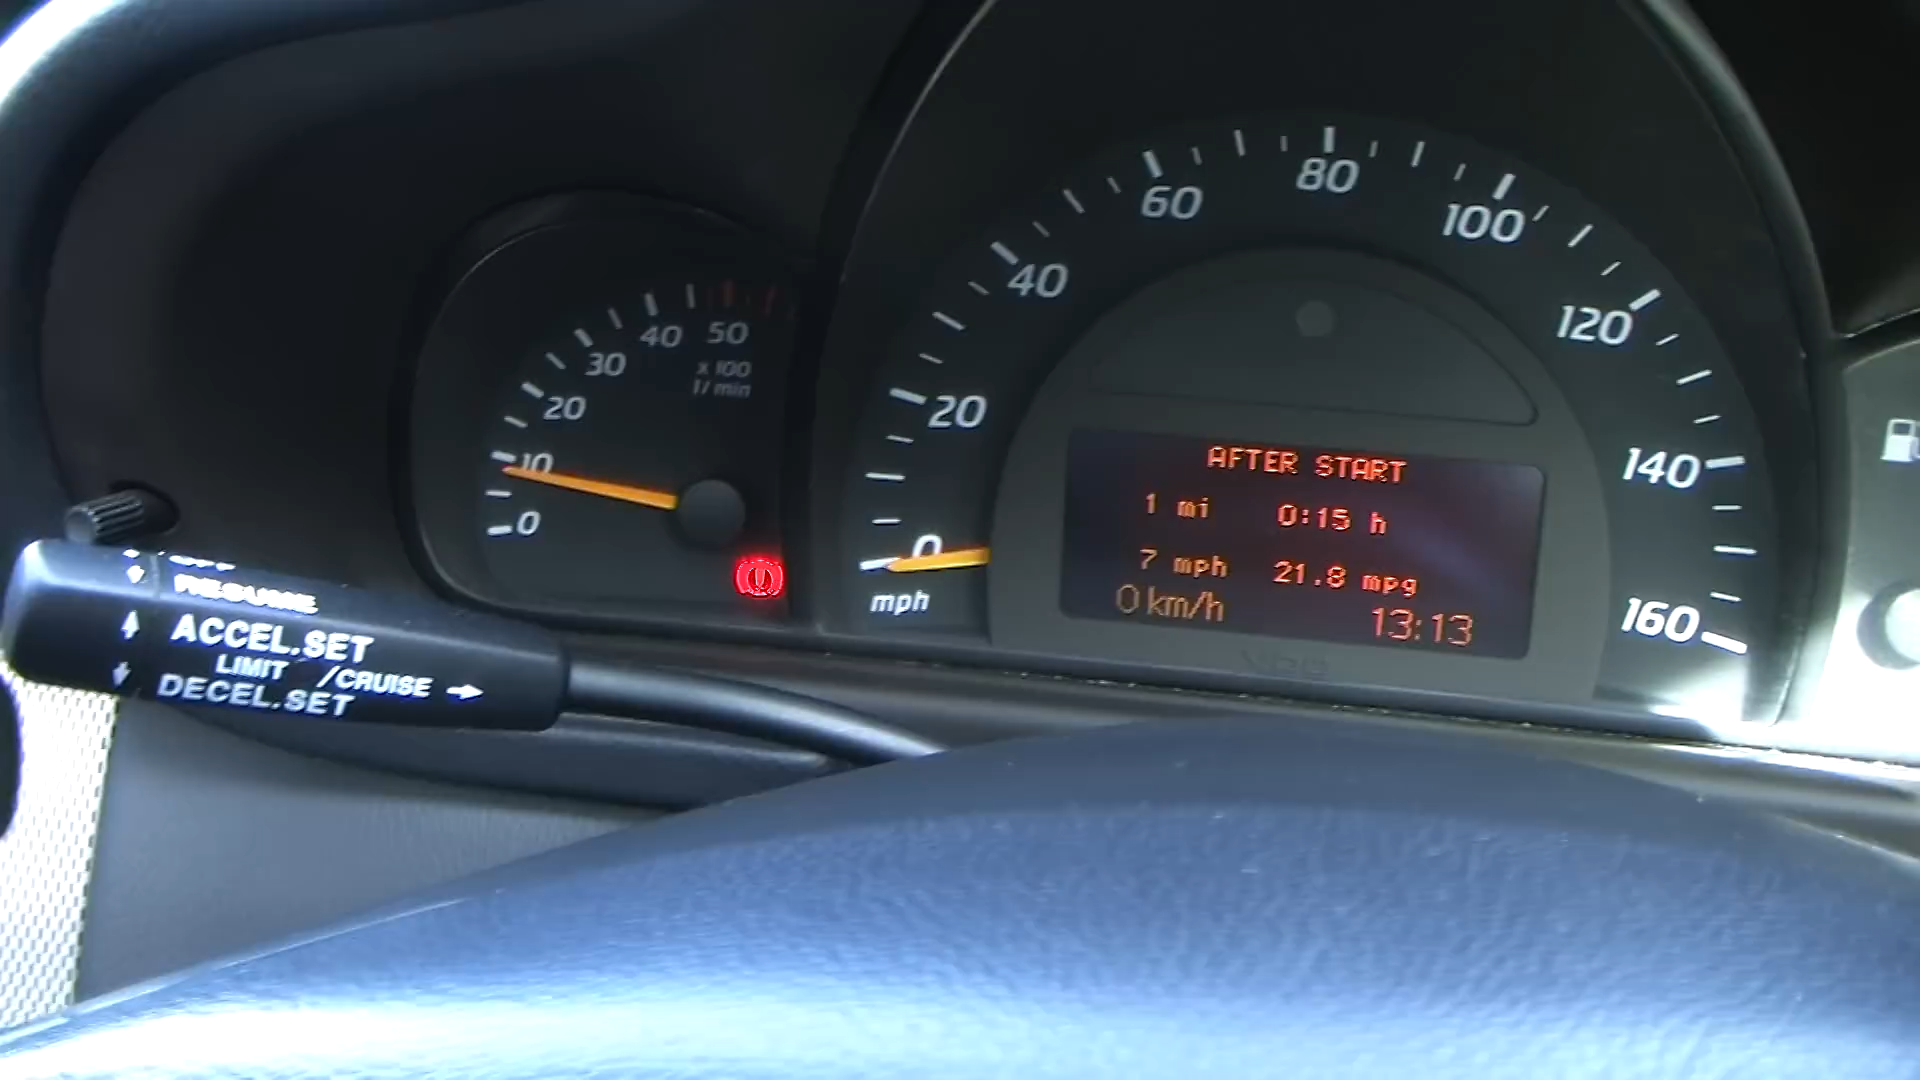 80
60
100
40
120
50
40
30
x 100
l/min
20
20
10
0
140
AFTER START
1 mi 0:15 h
7 mph 21.8 mpg
0 km/h 13:13
0
mph
160
RESUME
ACCEL.SET
LIMIT /CRUISE
DECEL.SET